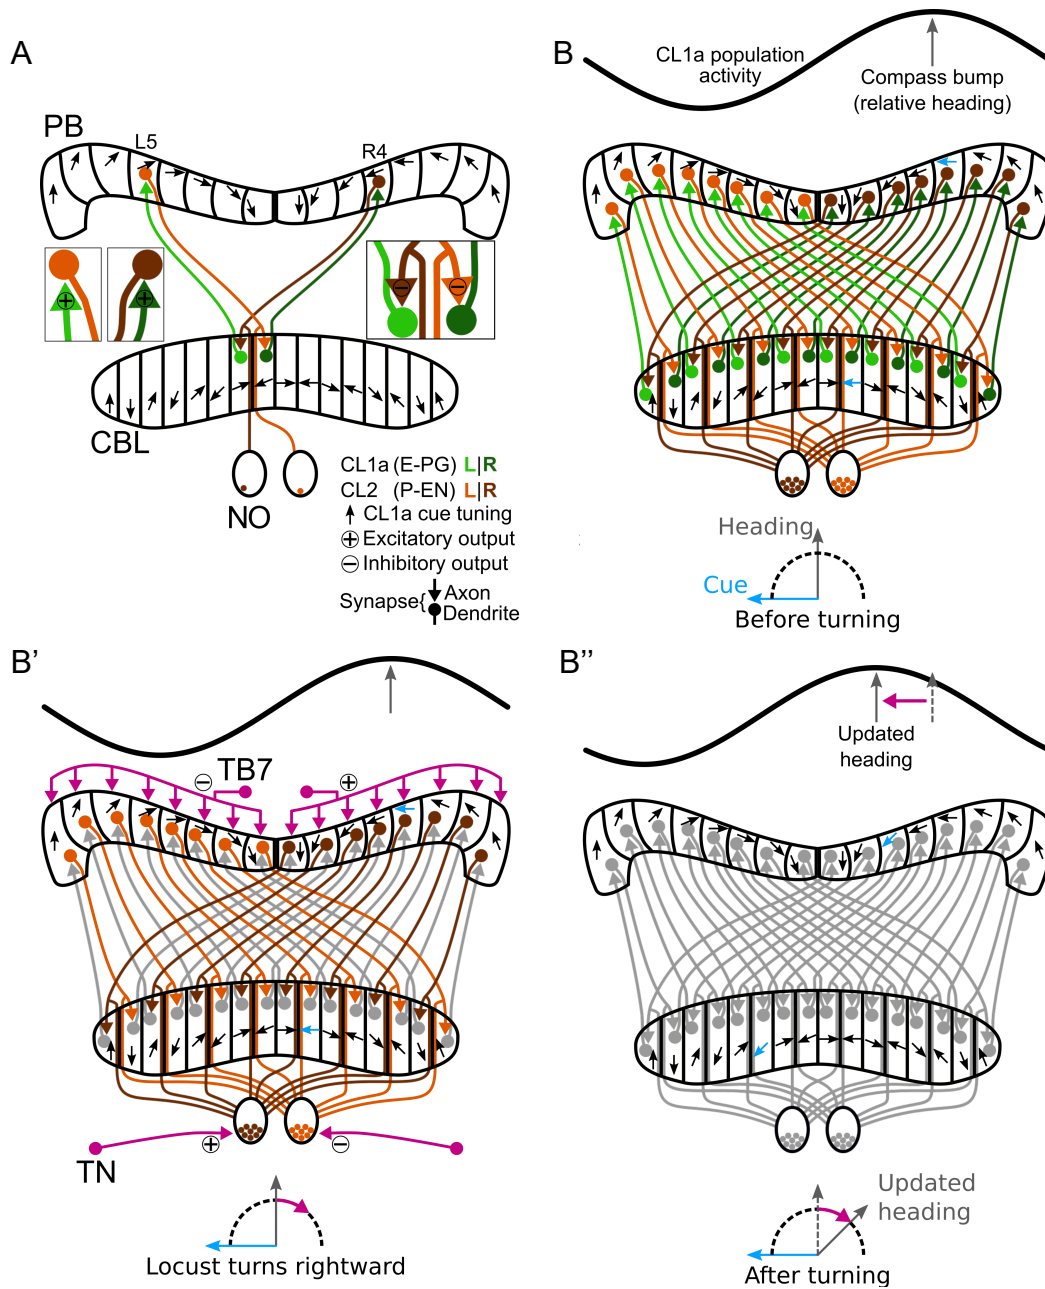 A
PB
L5
R4
+
+
−
−
CBL
NO
CL1a (E-PG) L|R
CL2 (P-EN) L|R
CL1a cue tuning
+ Excitatory output
− Inhibitory output
Synapse{
Axon
Dendrite
B
CL1a population
activity
Compass bump
(relative heading)
Heading
Cue
Before turning
B’
− TB7 +
TN
+
−
Locust turns rightward
B’’
Updated
heading
Updated
heading
After turning